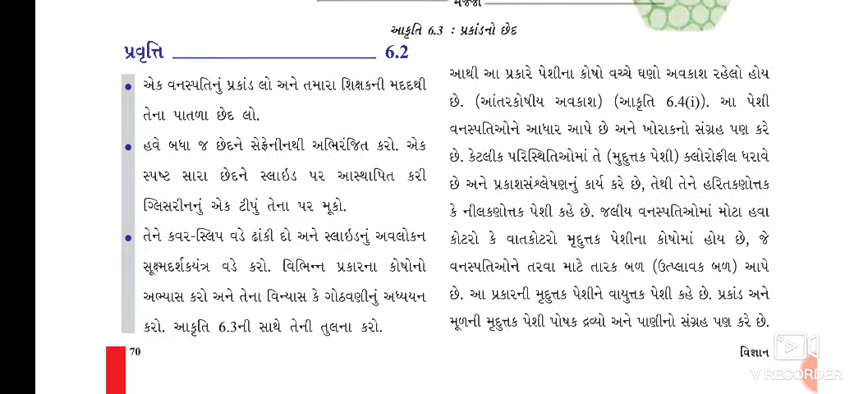 મજ્જા
આકૃતિ 6.3 : પ્રકાંડનો છેદ
પ્રવૃત્તિ 6.2
• એક વનસ્પતિનું પ્રકાંડ લો અને તમારા શિક્ષકની મદદથી
તેના પાતળા છેદ લો.
• હવે બધા જ છેદને સેફ્રેનીનથી અભિરંજિત કરો. એક
સ્પષ્ટ સારા છેદને સ્લાઇડ પર આસ્થાપિત કરી
ગ્લિસરીનનું એક ટીપું તેના પર મૂકો.
• તેને કવર-સ્લિપ વડે ઢાંકી દો અને સ્લાઇડનું અવલોકન
સૂક્ષ્મદર્શકયંત્ર વડે કરો. વિભિન્ન પ્રકારના કોષોનો
અભ્યાસ કરો અને તેના વિન્યાસ કે ગોઠવણીનું અધ્યયન
કરો. આકૃતિ 6.3ની સાથે તેની તુલના કરો.
આથી આ પ્રકારે પેશીના કોષો વચ્ચે ઘણો અવકાશ રહેલો હોય
છે. (આંતરકોષીય અવકાશ) (આકૃતિ 6.4(i)). આ પેશી
વનસ્પતિઓને આધાર આપે છે અને ખોરાકનો સંગ્રહ પણ કરે
છે. કેટલીક પરિસ્થિતિઓમાં તે (મુદુત્તક પેશી) ક્લોરોફીલ ધરાવે
છે અને પ્રકાશસંશ્લેષણનું કાર્ય કરે છે, તેથી તેને હરિતકણોત્તક
કે નીલકણોત્તક પેશી કહે છે. જલીય વનસ્પતિઓમાં મોટા હવા
કોટરો કે વાતકોટરો મૃદુત્તક પેશીના કોષોમાં હોય છે, જે
વનસ્પતિઓને તરવા માટે તારક બળ (ઉત્પ્લાવક બળ) આપે
છે. આ પ્રકારની મૃદુત્તક પેશીને વાયુત્તક પેશી કહે છે. પ્રકાંડ અને
મૂળની મૃદુત્તક પેશી પોષક દ્રવ્યો અને પાણીનો સંગ્રહ પણ કરે છે.
70
વિજ્ઞાન
V RECORDER